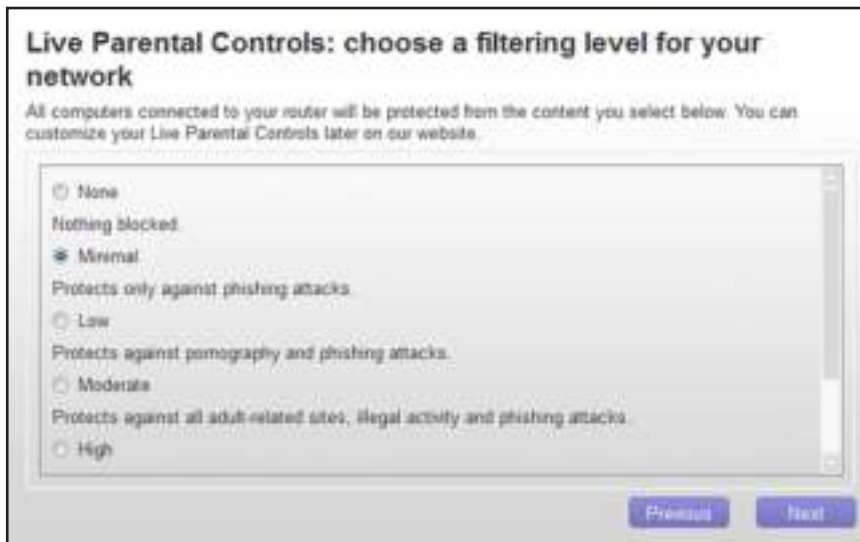 Live Parental Controls: choose a filtering level for your
network
All computers connected to your router will be protected from the content you select below. You can
customize your Live Parental Controls later on our website.
None
Nothing blocked.
Minimal
Protects only against phishing attacks.
Low
Protects against pornography and phishing attacks.
Moderate
Protects against all adult-related sites, illegal activity and phishing attacks.
High
Previous Next